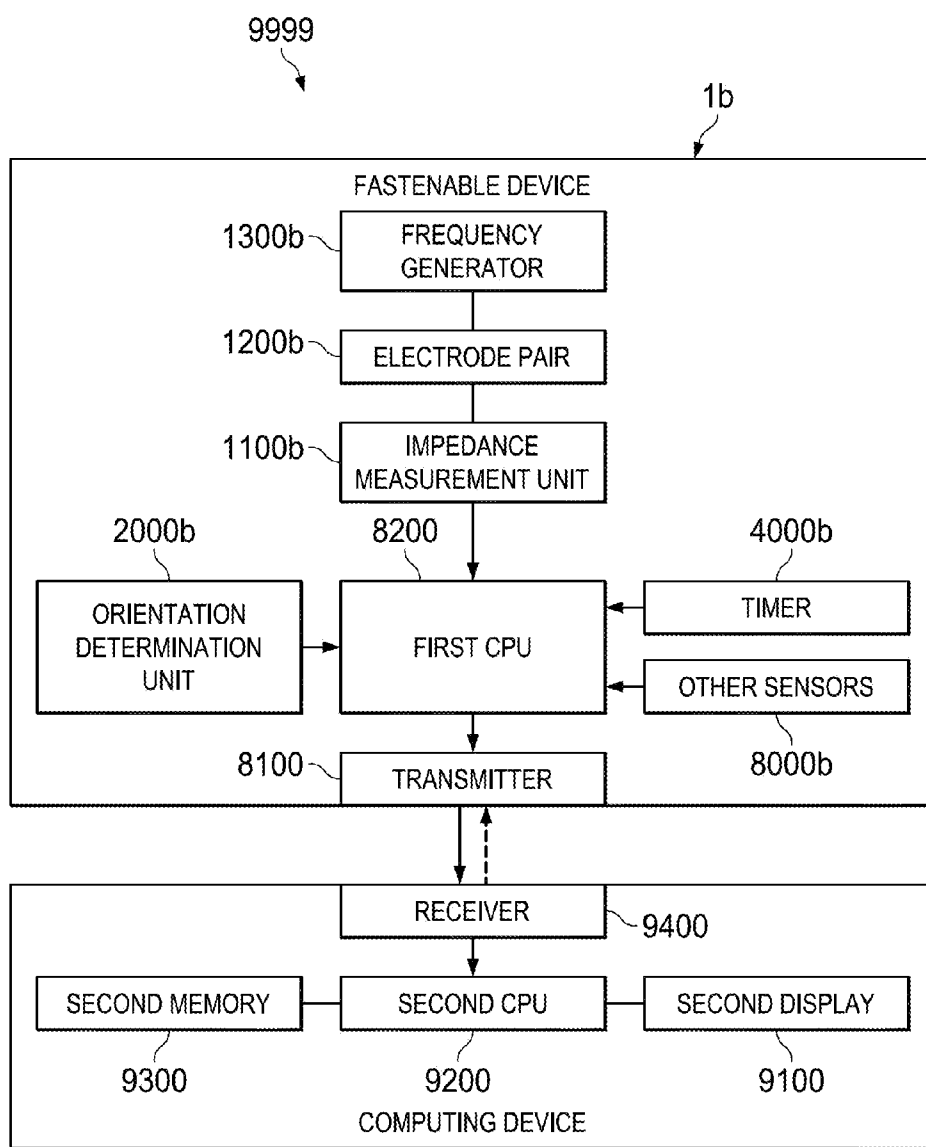 9999
1b
FASTENABLE DEVICE
1300b
FREQUENCY
GENERATOR
1200b
ELECTRODE PAIR
1100b
IMPEDANCE
MEASUREMENT UNIT
2000b
8200
4000b
ORIENTATION
DETERMINATION
UNIT
FIRST CPU
TIMER
OTHER SENSORS
8100
TRANSMITTER
8000b
RECEIVER
9400
SECOND MEMORY
SECOND CPU
SECOND DISPLAY
9300
9200
9100
COMPUTING DEVICE